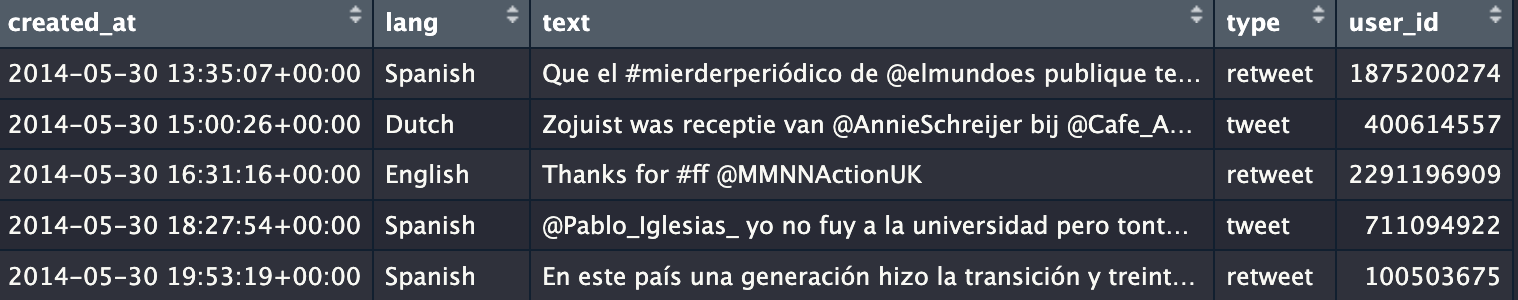 created_at lang text type user_id
2014-05-30 13:35:07+00:00 Spanish Que el #mierderperiódico de @elmundoes publique te... retweet 1875200274
2014-05-30 15:00:26+00:00 Dutch Zojuist was receptie van @AnnieSchreijer bij @Cafe_A... tweet 400614557
2014-05-30 16:31:16+00:00 English Thanks for #ff @MMNNActionUK retweet 2291196909
2014-05-30 18:27:54+00:00 Spanish @Pablo_Iglesias_ yo no fuy a la universidad pero tont... tweet 711094922
2014-05-30 19:53:19+00:00 Spanish En este país una generación hizo la transición y treint... retweet 100503675